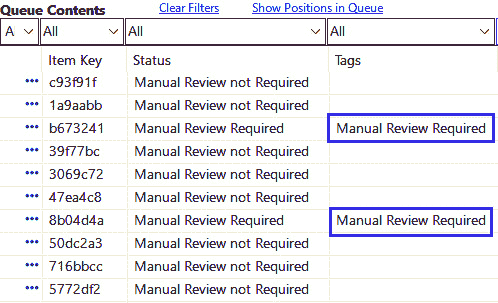 Queue Contents Clear Filters Show Positions in Queue
A All All All
Item Key Status Tags
c93f91f Manual Review not Required
1a9aabb Manual Review not Required
b673241 Manual Review Required Manual Review Required
39f77bc Manual Review not Required
3069c72 Manual Review not Required
47ea4c8 Manual Review not Required
8b04d4a Manual Review Required Manual Review Required
50dc2a3 Manual Review not Required
716bbcc Manual Review not Required
5772df2 Manual Review not Required